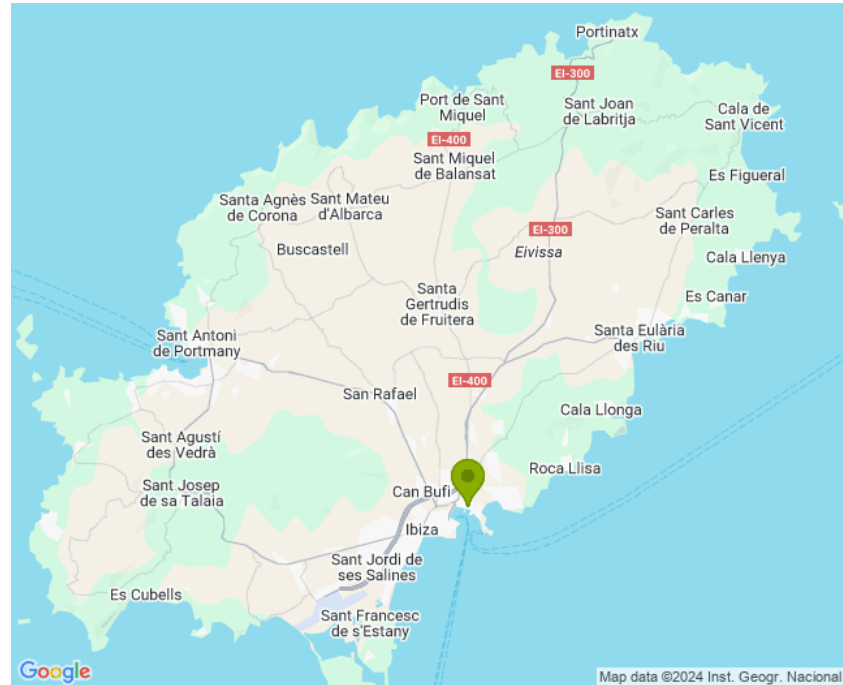 Portinatx
EI-300
Port de Sant
Miquel
Sant Joan
de Labritja
Cala de
Sant Vicent
EI-400
Sant Miquel
de Balansat
Es Figueral
Santa Agnès
de Corona
Sant Mateu
d'Albarca
Sant Carles
de Peralta
EI-300
Buscastell
Eivissa
Cala Llenya
Santa
Gertrudis
de Fruitera
Es Canar
Sant Antoni
de Portmany
Santa Eulària
des Riu
EI-400
San Rafael
Cala Llonga
Sant Agustí
des Vedrà
Roca Llisa
Sant Josep
de sa Talaia
Can Bufí
Ibiza
Sant Jordi de
ses Salines
Es Cubells
Sant Francesc
de s'Estany
Google
Map data ©2024 Inst. Geogr. Nacional